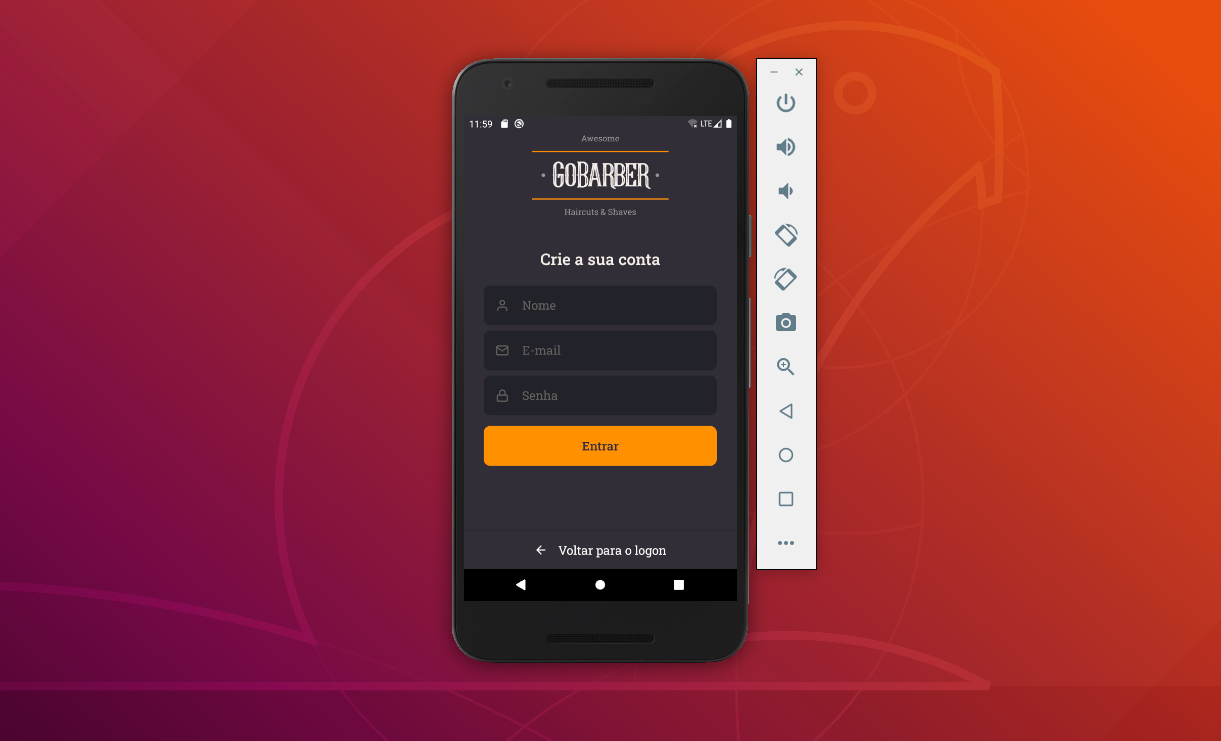 11:59
LTE
Awesome
GOBARBER
Haircuts & Shaves
Crie a sua conta
Nome
E-mail
Senha
Entrar
Voltar para o logon